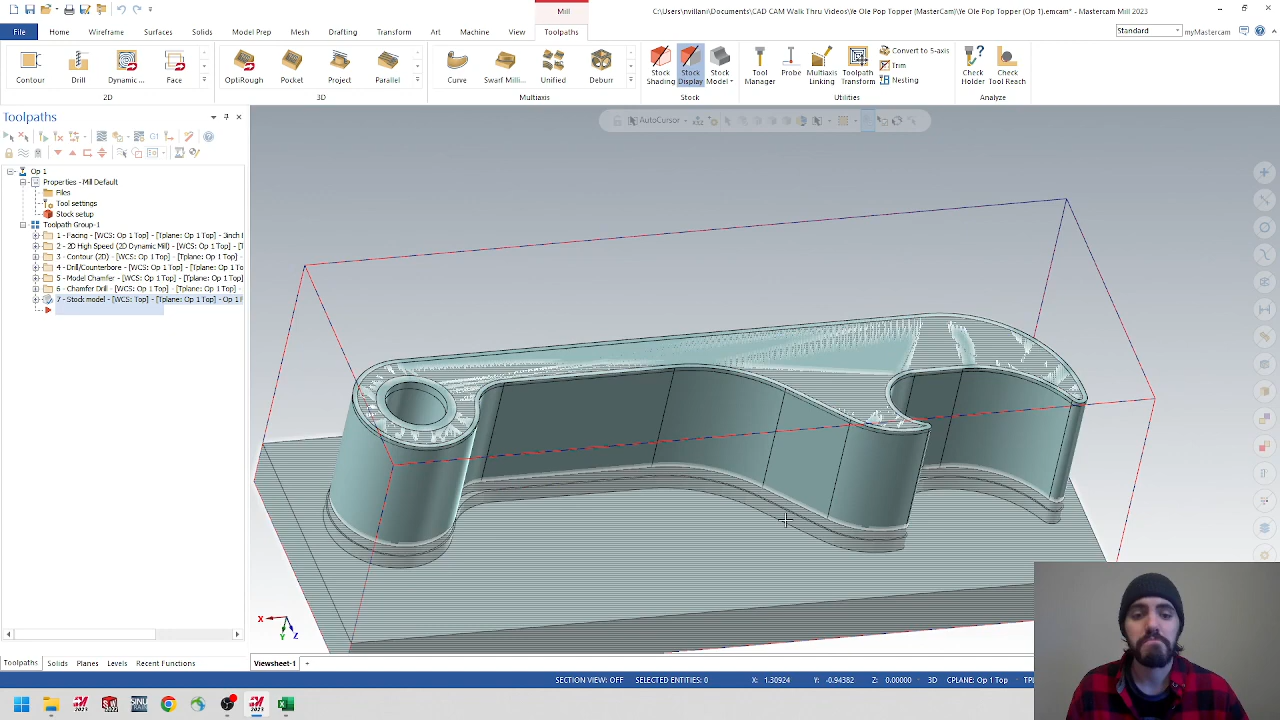 Mill
C:\Users\nvillani\Documents\CAD CAM Walk Thru Videos\Ye Ole Pop Topper (MasterCam)\Ye Ole Pop Topper (Op 1).emcam* - Mastercam Mill 2023
File Home Wireframe Surfaces Solids Model Prep Mesh Drafting Transform Art Machine View Toolpaths
Standard
myMastercam
Contour Drill Dynamic ... Face
OptiRough Pocket Project Parallel
Curve Swarf Milli... Unified Deburr
Stock Shading
Stock Display
Stock Model
Tool Manager
Probe
Multiaxis Linking
Toolpath Transform
Convert to 5-axis
Trim
Nesting
Check Holder
Check Tool Reach
2D 3D Multiaxis Stock Utilities Analyze
Toolpaths
AutoCursor
G1
Op 1
Properties - Mill Default
Files
Tool settings
Stock setup
Toolpath Group-1
1 - Facing - [WCS: Op 1 Top] - [Tplane: Op 1 Top] - 3inch
2 - 2D High Speed (2D Dynamic Mill) - [WCS: Op 1 Top] - [
3 - Contour (2D) - [WCS: Op 1 Top] - [Tplane: Op 1 Top]
4 - Drill/Counterbore - [WCS: Op 1 Top] - [Tplane: Op 1
5 - Model Chamfer - [WCS: Op 1 Top] - [Tplane: Op 1 To
6 - Chamfer Drill - [WCS: Op 1 Top] - [Tplane: Op 1 Top]
7 - Stock model - [WCS: Top] - [Tplane: Op 1 Top] - Op 1
X Y Z
Toolpaths Solids Planes Levels Recent Functions
Viewsheet-1 +
SECTION VIEW: OFF SELECTED ENTITIES: 0 X: 1.30924 Y: -0.94382 Z: 0.00000 3D CPLANE: Op 1 Top
2023 SINU 2023